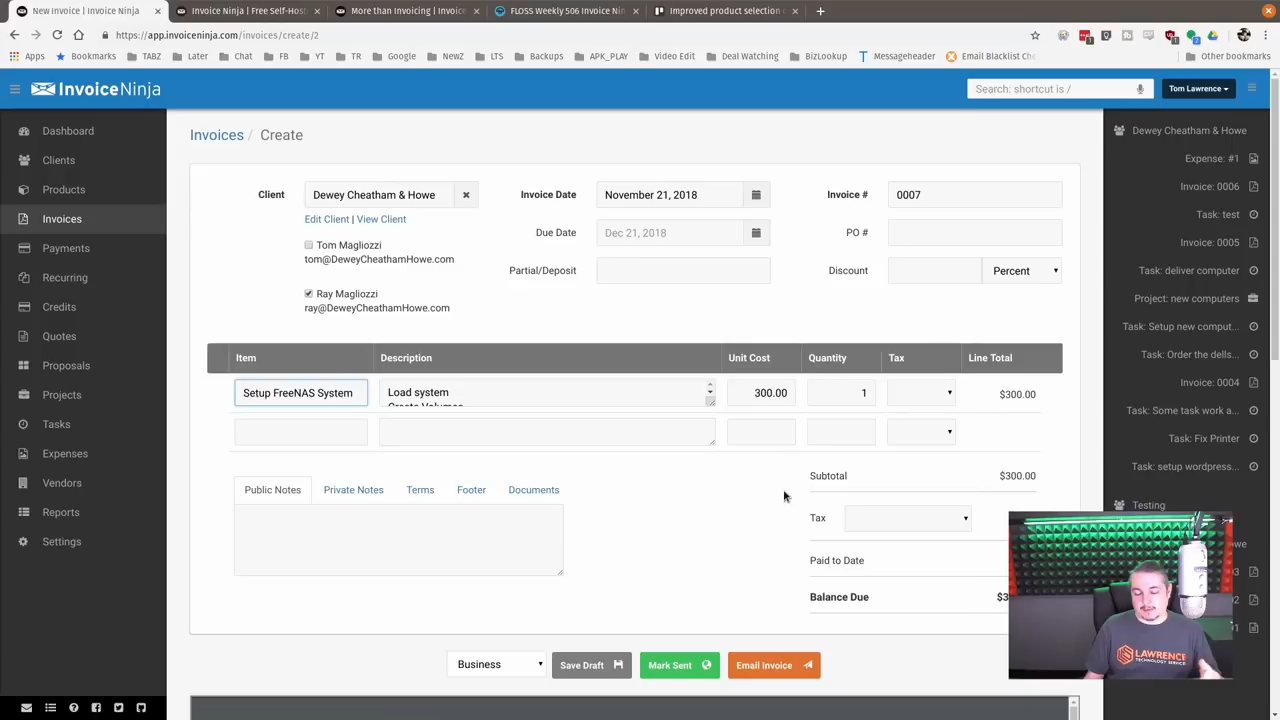 New Invoice | Invoice Ninja
Invoice Ninja | Free Self-Host
More than Invoicing | Invoice
FLOSS Weekly 506 Invoice Nin
Improved product selection
https://app.invoiceninja.com/invoices/create/2
Apps
Bookmarks
TABZ
Later
Chat
FB
YT
TR
Google
NewZ
LTS
Backups
APK_PLAY
Video Edit
Deal Watching
BizLookup
Messageheader
Email Blacklist Che
Other bookmarks
InvoiceNinja
Search: shortcut is /
Tom Lawrence
Dashboard
Clients
Products
Invoices
Payments
Recurring
Credits
Quotes
Proposals
Projects
Tasks
Expenses
Vendors
Reports
Settings
Invoices / Create
Client
Dewey Cheatham & Howe
Edit Client | View Client
Tom Magliozzi
tom@DeweyCheathamHowe.com
Ray Magliozzi
ray@DeweyCheathamHowe.com
Invoice Date
November 21, 2018
Due Date
Dec 21, 2018
Partial/Deposit
Invoice #
0007
PO #
Discount
Percent
Item Description Unit Cost Quantity Tax Line Total
Setup FreeNAS System
Load system
Create Volumes
300.00
1
$300.00
Public Notes
Private Notes
Terms
Footer
Documents
Subtotal
$300.00
Tax
Paid to Date
Balance Due
$3
Business
Save Draft
Mark Sent
Email Invoice
Dewey Cheatham & Howe
Expense: #1
Invoice: 0006
Task: test
Invoice: 0005
Task: deliver computer
Project: new computers
Task: Setup new comput...
Task: Order the dells...
Invoice: 0004
Task: Some task work a...
Task: Fix Printer
Task: setup wordpress...
Testing
LAWRENCE
TECHNOLOGY SERVICES